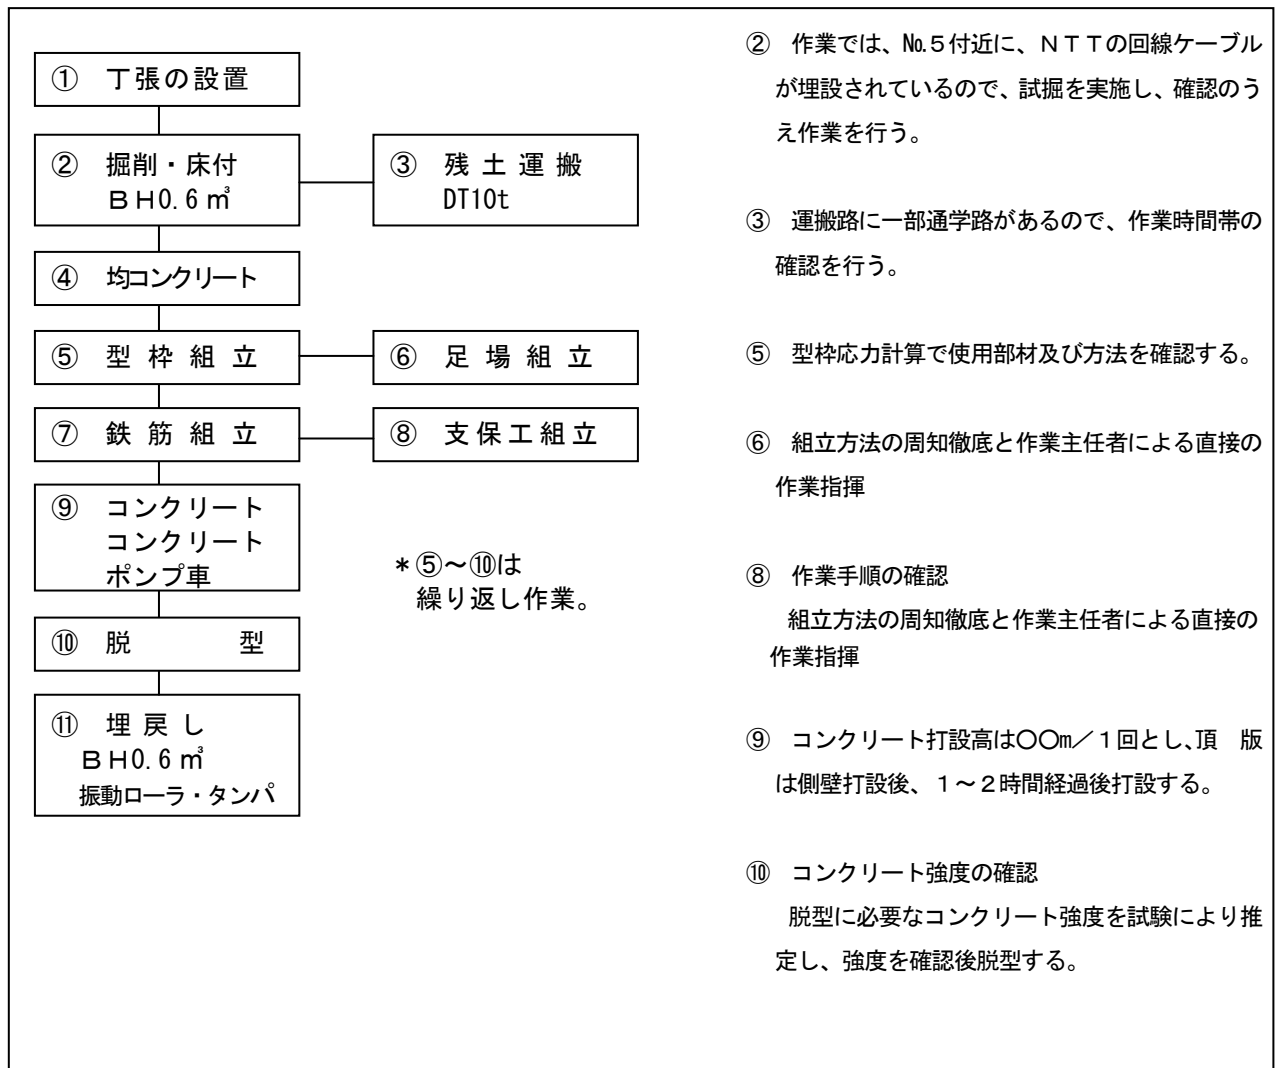 ① 丁張の設置
② 掘削・床付
ＢＨ0.6㎥
③ 残土運搬
DT10t
④ 均コンクリート
⑤ 型枠組立
⑥ 足場組立
⑦ 鉄筋組立
⑧ 支保工組立
⑨ コンクリート
コンクリート
ポンプ車
＊⑤～⑩は
繰り返し作業。
⑩ 脱　　　型
⑪ 埋戻し
ＢＨ0.6㎥
振動ローラ・タンパ
② 作業では、№５付近に、ＮＴＴの回線ケーブル
が埋設されているので、試掘を実施し、確認のう
え作業を行う。
③ 運搬路に一部通学路があるので、作業時間帯の
確認を行う。
⑤ 型枠応力計算で使用部材及び方法を確認する。
⑥ 組立方法の周知徹底と作業主任者による直接の
作業指揮
⑧ 作業手順の確認
組立方法の周知徹底と作業主任者による直接の
作業指揮
⑨ コンクリート打設高は〇〇m／１回とし、頂　版
は側壁打設後、１～２時間経過後打設する。
⑩ コンクリート強度の確認
脱型に必要なコンクリート強度を試験により推
定し、強度を確認後脱型する。